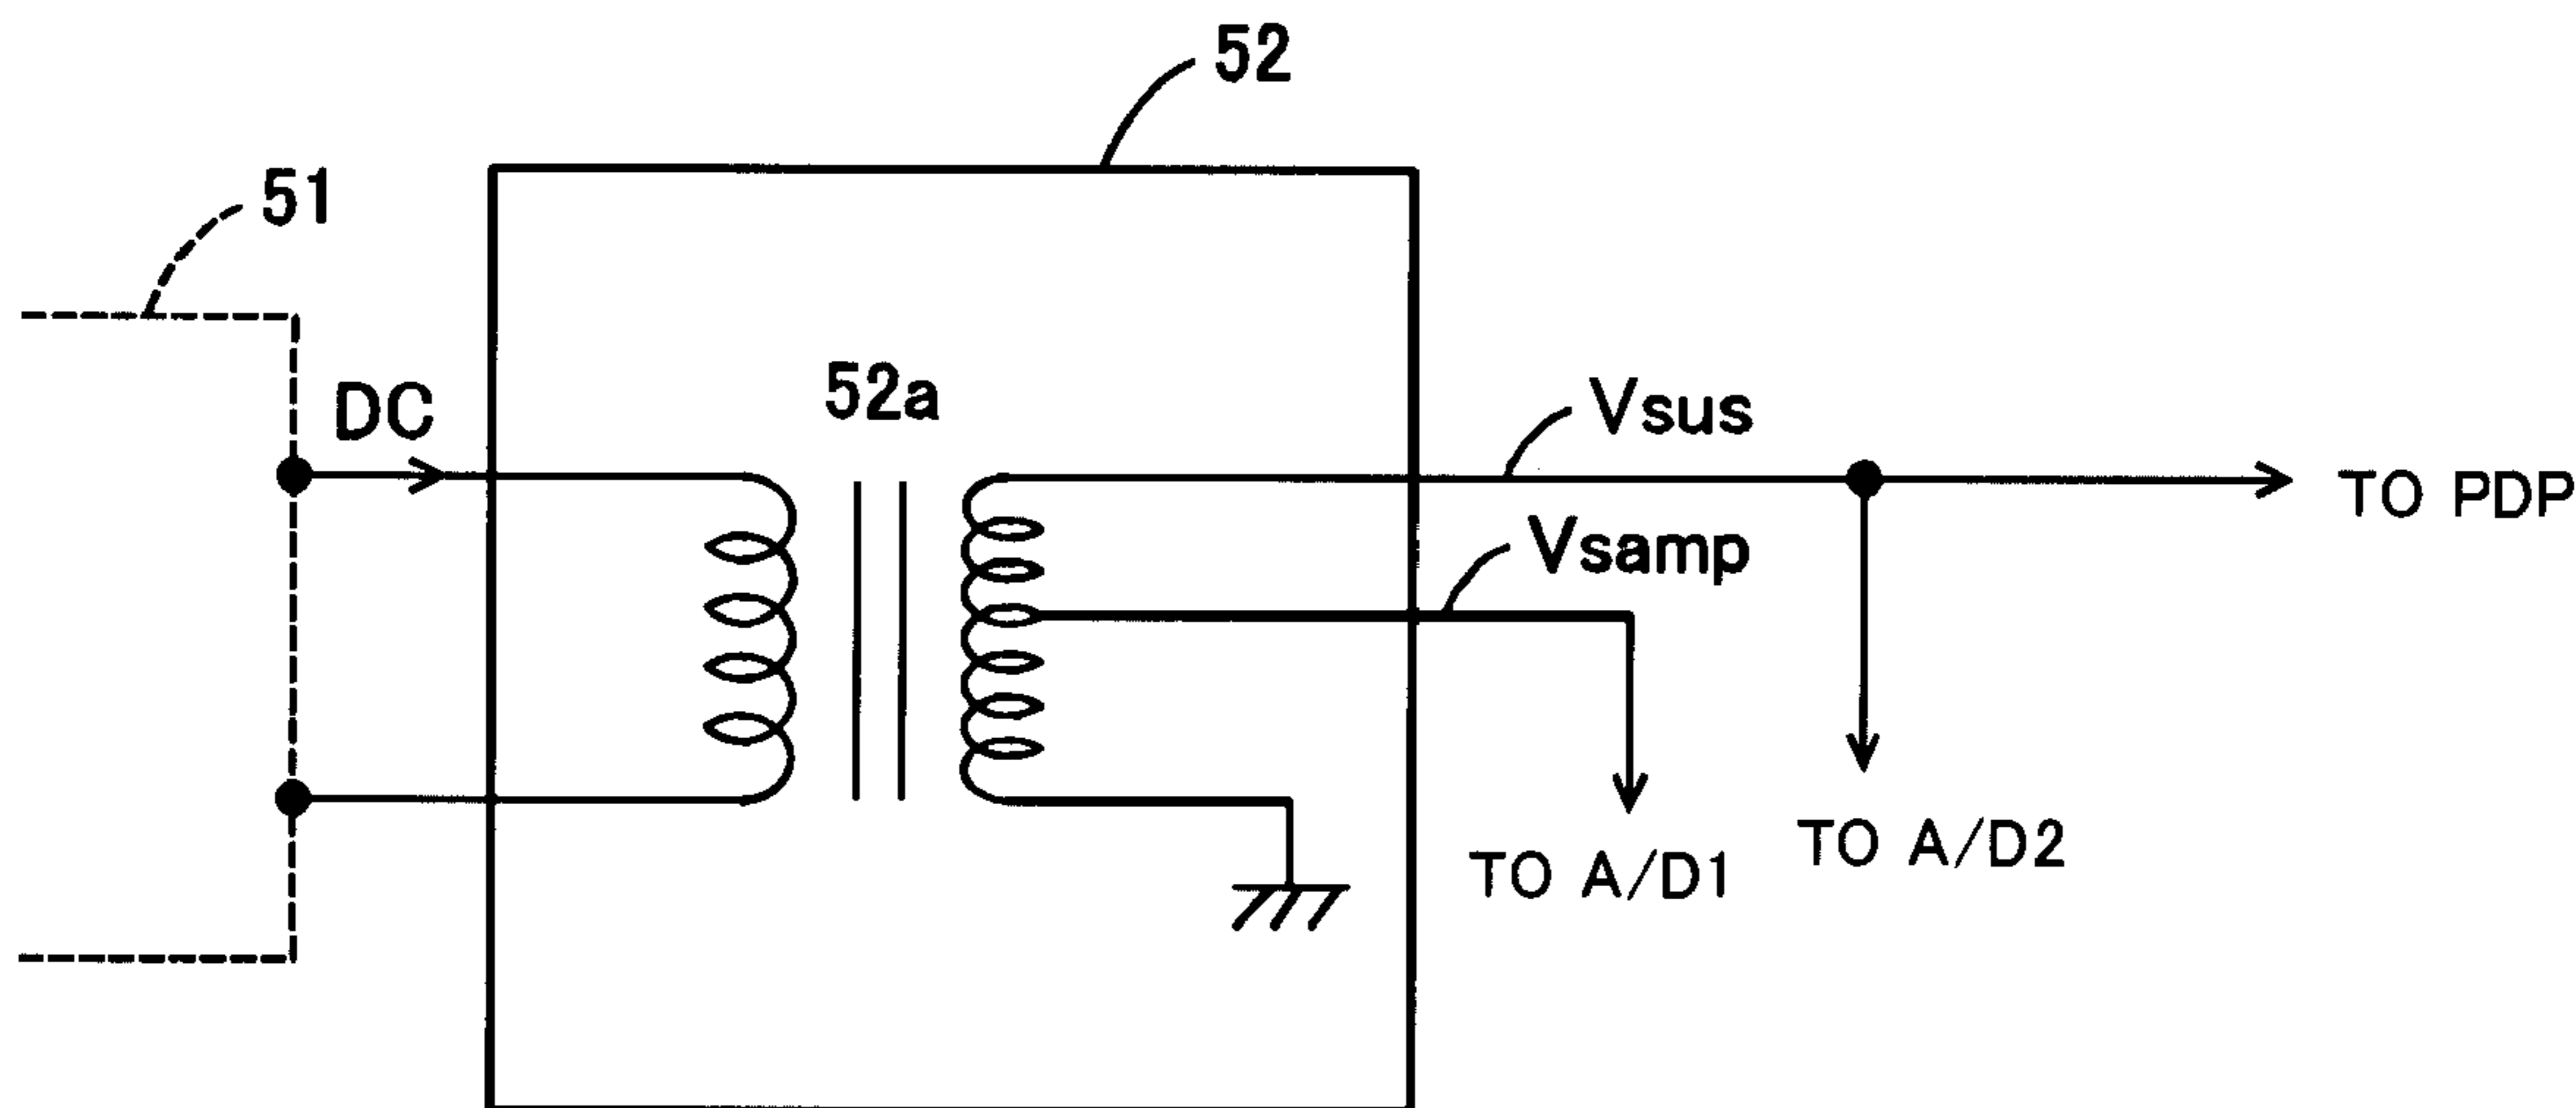 52
51
DC
52a
Vsus
Vsamp
TO PDP
TO A/D1
TO A/D2